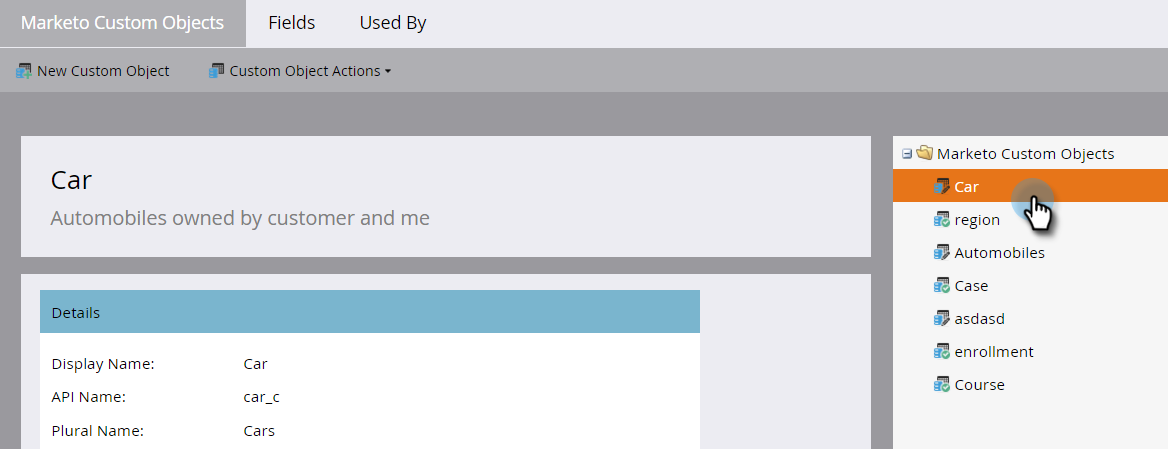 Marketo Custom Objects Fields Used By
New Custom Object Custom Object Actions
Car
Automobiles owned by customer and me
Details
Display Name: Car
API Name: car_c
Plural Name: Cars
Marketo Custom Objects
Car
region
Automobiles
Case
asdasd
enrollment
Course